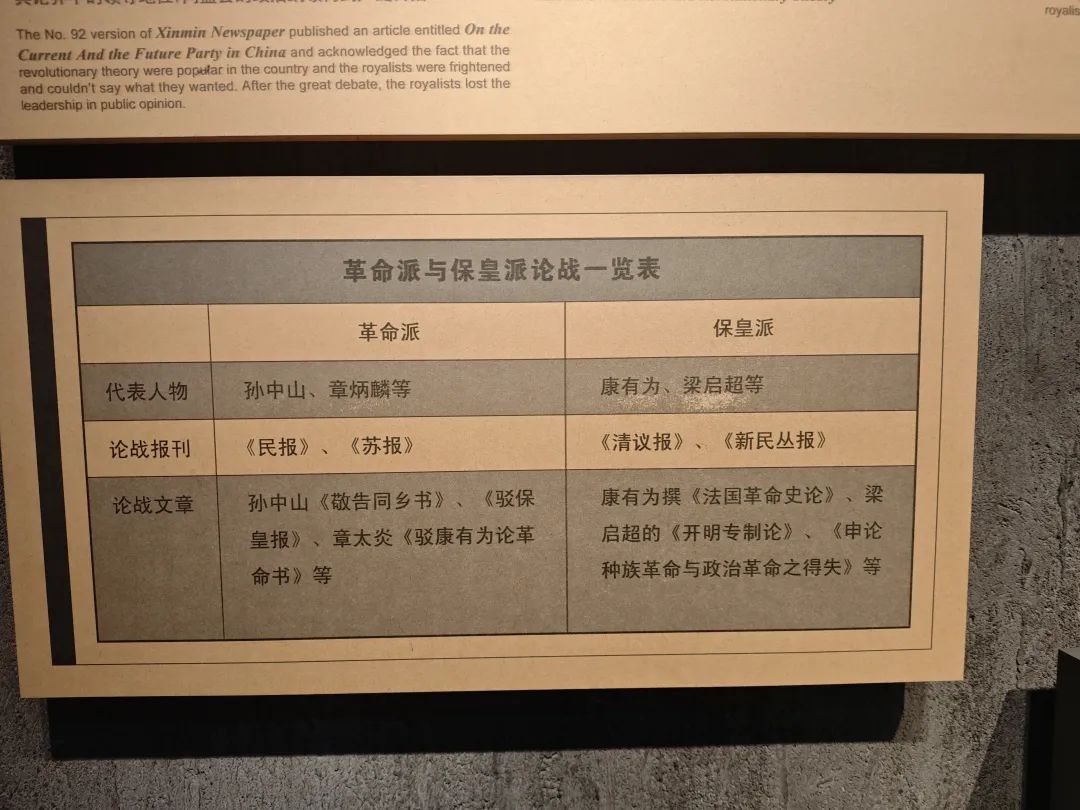 The No. 92 version of Xinmin Newspaper published an article entitled On the
Current And the Future Party in China and acknowledged the fact that the
revolutionary theory were popular in the country and the royalists were frightened
and couldn't say what they wanted. After the great debate, the royalists lost the
leadership in public opinion.
royalis
革命派与保皇派论战一览表
革命派
保皇派
代表人物
孙中山、章炳麟等
康有为、梁启超等
论战报刊
《民报》、《苏报》
《清议报》、《新民丛报》
论战文章
孙中山《敬告同乡书》、《驳保
皇报》、章太炎《驳康有为论革
命书》等
康有为撰《法国革命史论》、梁
启超的《开明专制论》、《申论
种族革命与政治革命之得失》等